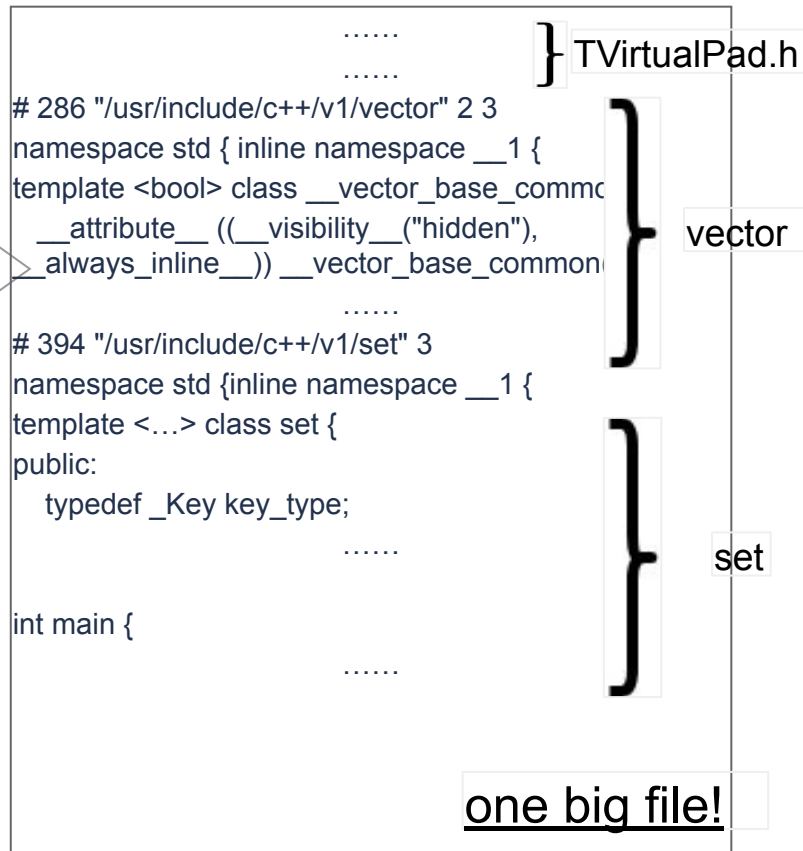 ……
……
TVirtualPad.h
# 286 "/usr/include/c++/v1/vector" 2 3
namespace std { inline namespace __1 {
template <bool> class __vector_base_commo
__attribute__ ((__visibility__("hidden"),
__always_inline__)) __vector_base_common(
vector
……
# 394 "/usr/include/c++/v1/set" 3
namespace std {inline namespace __1 {
template <…> class set {
public:
typedef _Key key_type;
……
set
int main {
……
one big file!